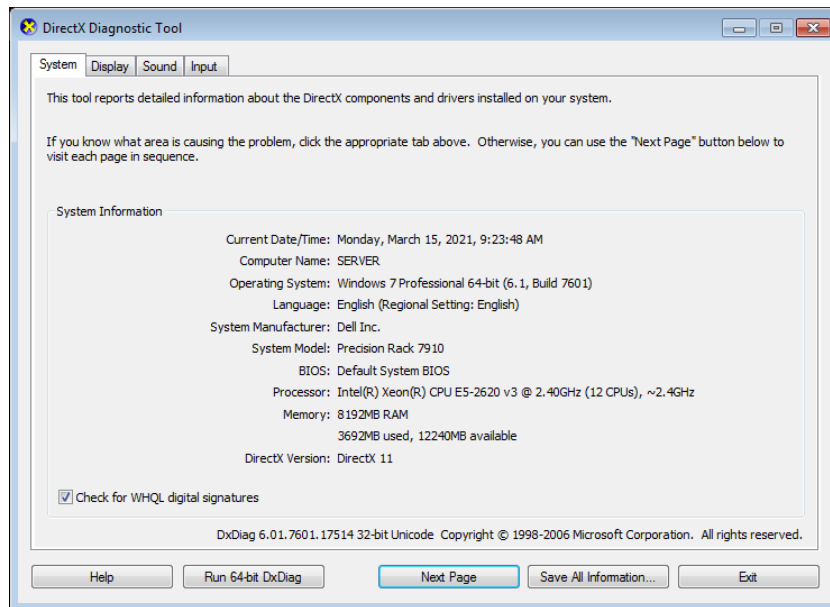 DirectX Diagnostic Tool
System Display Sound Input
This tool reports detailed information about the DirectX components and drivers installed on your system.
If you know what area is causing the problem, click the appropriate tab above.  Otherwise, you can use the "Next Page" button below to
visit each page in sequence.
System Information
Current Date/Time: Monday, March 15, 2021, 9:23:48 AM
Computer Name: SERVER
Operating System: Windows 7 Professional 64-bit (6.1, Build 7601)
Language: English (Regional Setting: English)
System Manufacturer: Dell Inc.
System Model: Precision Rack 7910
BIOS: Default System BIOS
Processor: Intel(R) Xeon(R) CPU E5-2620 v3 @ 2.40GHz (12 CPUs), ~2.4GHz
Memory: 8192MB RAM
3692MB used, 12240MB available
DirectX Version: DirectX 11
Check for WHQL digital signatures
DxDiag 6.01.7601.17514 32-bit Unicode  Copyright © 1998-2006 Microsoft Corporation.  All rights reserved.
Help Run 64-bit DxDiag Next Page Save All Information... Exit